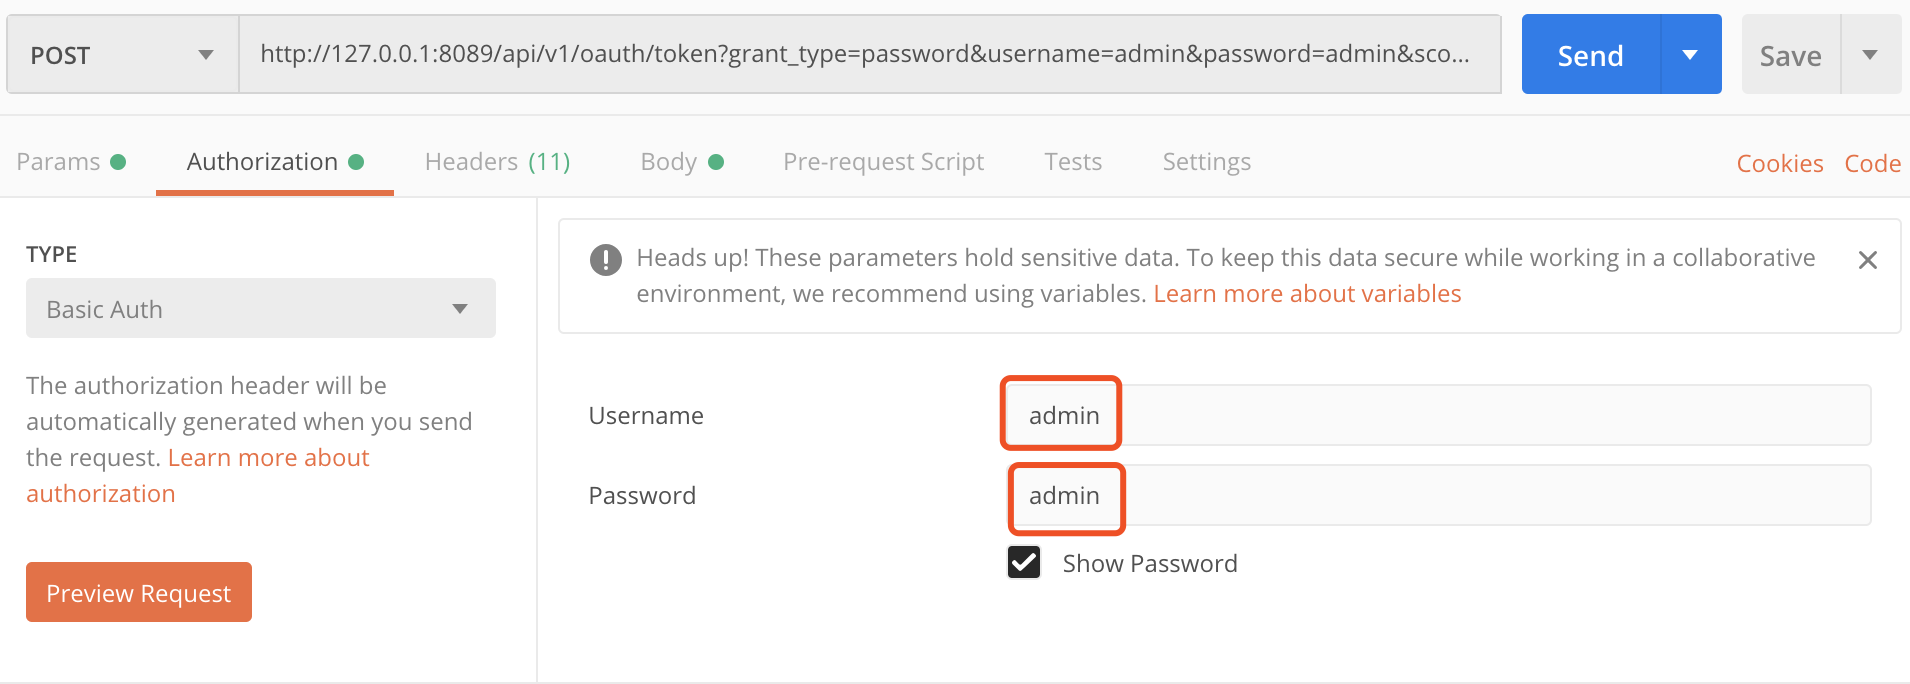 POST
http://127.0.0.1:8089/api/v1/oauth/token?grant_type=password&username=admin&password=admin&sco...
Send
Save
Params
Authorization
Headers (11)
Body
Pre-request Script
Tests
Settings
Cookies
Code
TYPE
Basic Auth
The authorization header will be
automatically generated when you send
the request. Learn more about
authorization
Preview Request
Heads up! These parameters hold sensitive data. To keep this data secure while working in a collaborative
environment, we recommend using variables. Learn more about variables
Username
admin
Password
admin
Show Password